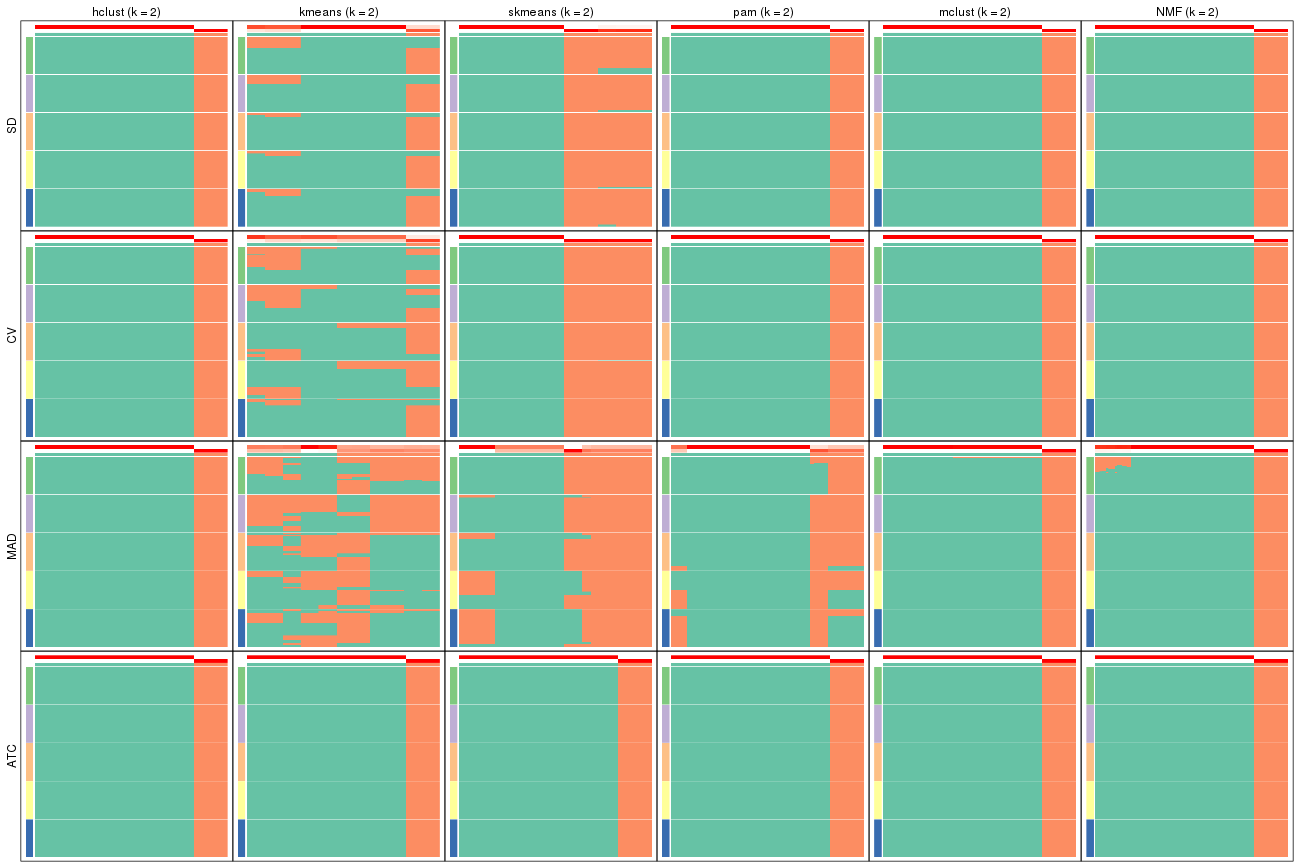 hclust (k = 2)
kmeans (k = 2)
skmeans (k = 2)
pam (k = 2)
mclust (k = 2)
NMF (k = 2)
SD
CV
MAD
ATC